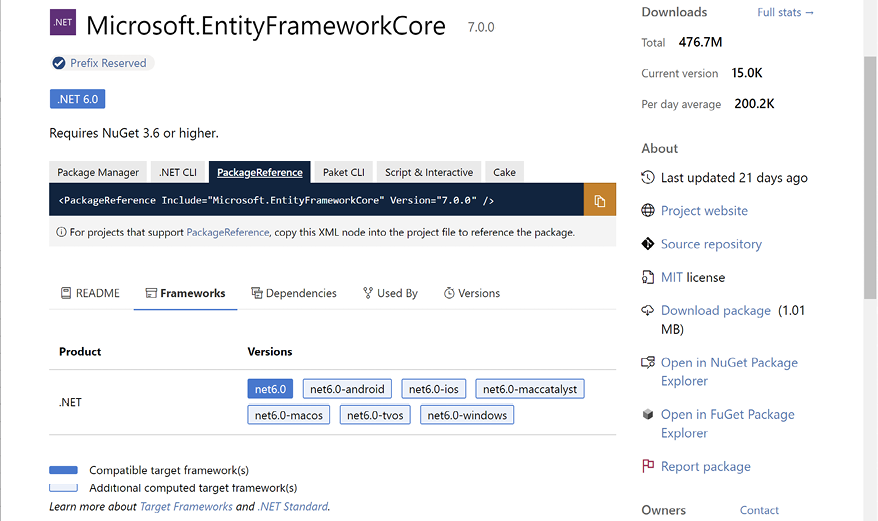 .NET
Microsoft.EntityFrameworkCore 7.0.0
Prefix Reserved
.NET 6.0
Requires NuGet 3.6 or higher.
Package Manager .NET CLI PackageReference Paket CLI Script & Interactive Cake
<PackageReference Include="Microsoft.EntityFrameworkCore" Version="7.0.0" />
For projects that support PackageReference, copy this XML node into the project file to reference the package.
README Frameworks Dependencies Used By Versions
Product Versions
.NET net6.0 net6.0-android net6.0-ios net6.0-maccatalyst
net6.0-macos net6.0-tvos net6.0-windows
Compatible target framework(s)
Additional computed target framework(s)
Learn more about Target Frameworks and .NET Standard.
Downloads Full stats →
Total 476.7M
Current version 15.0K
Per day average 200.2K
About
Last updated 21 days ago
Project website
Source repository
MIT license
Download package (1.01
MB)
Open in NuGet Package
Explorer
Open in FuGet Package
Explorer
Report package
Owners Contact